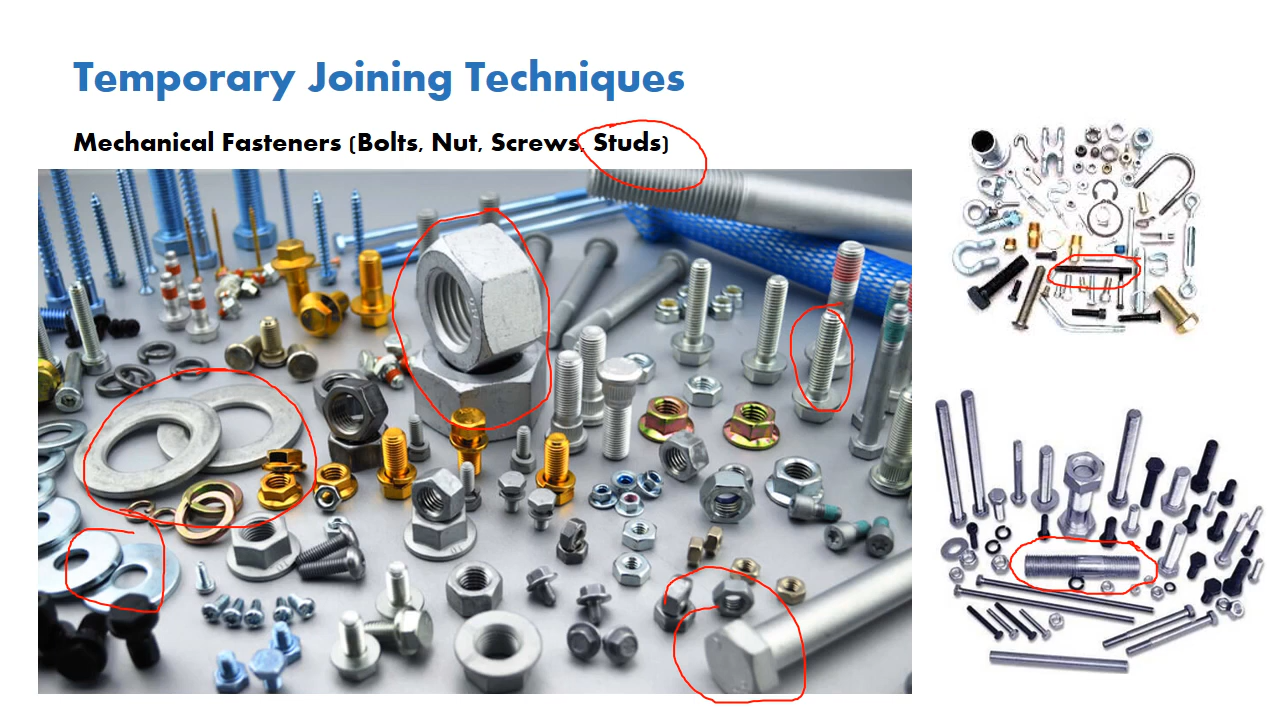 Temporary Joining Techniques
Mechanical Fasteners (Bolts, Nut, Screws, Studs)